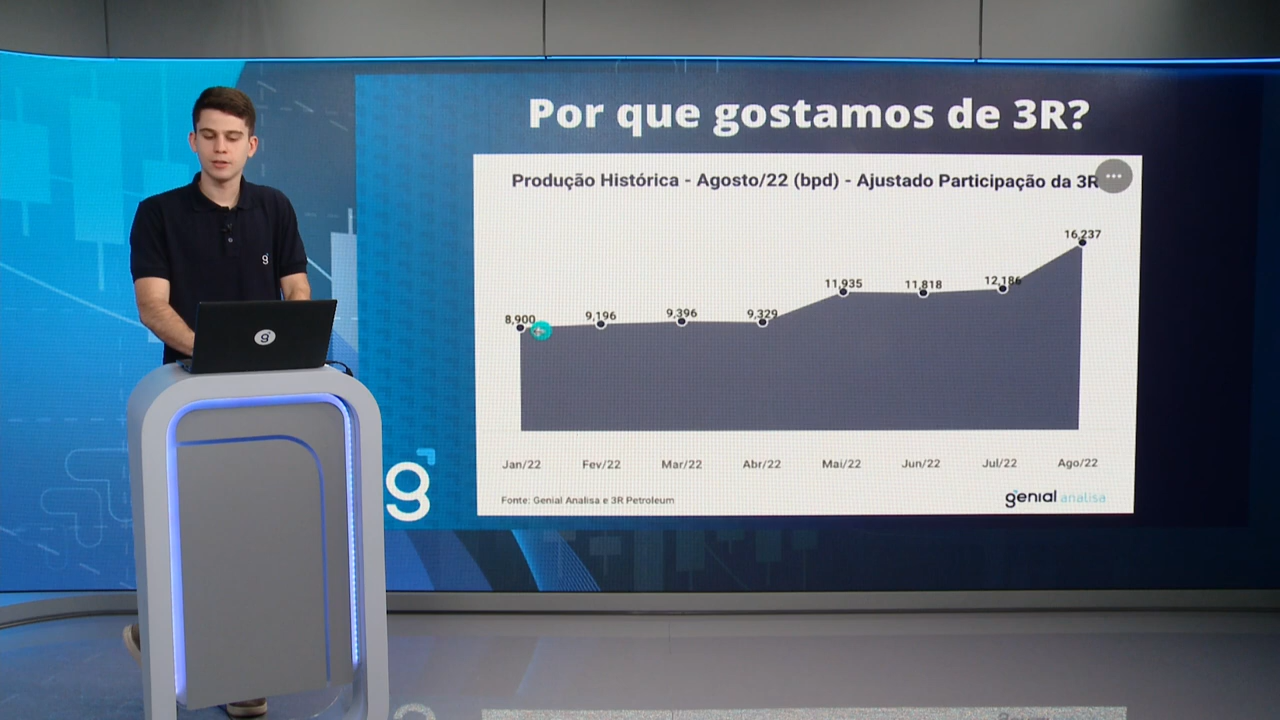 Por que gostamos de 3R?
Produção Histórica - Agosto/22 (bpd) - Ajustado Participação da 3R
16,237
11,935
11,818
12,186
8,900
9,196
9,396
9,329
Jan/22 Fev/22 Mar/22 Abr/22 Mai/22 Jun/22 Jul/22 Ago/22
Fonte: Genial Analisa e 3R Petroleum
genial analisa
g
g
g